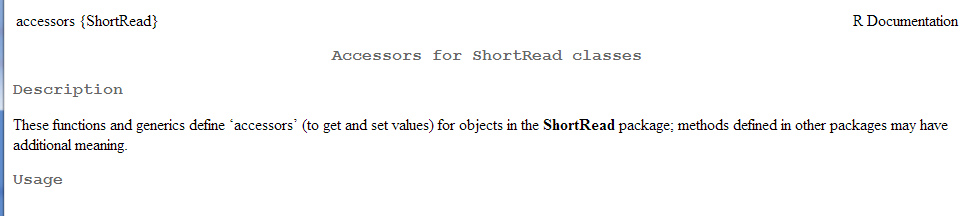 accessors {ShortRead} R Documentation
Accessors for ShortRead classes
Description
These functions and generics define ‘accessors’ (to get and set values) for objects in the ShortRead package; methods defined in other packages may have
additional meaning.
Usage